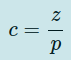 c = z/p